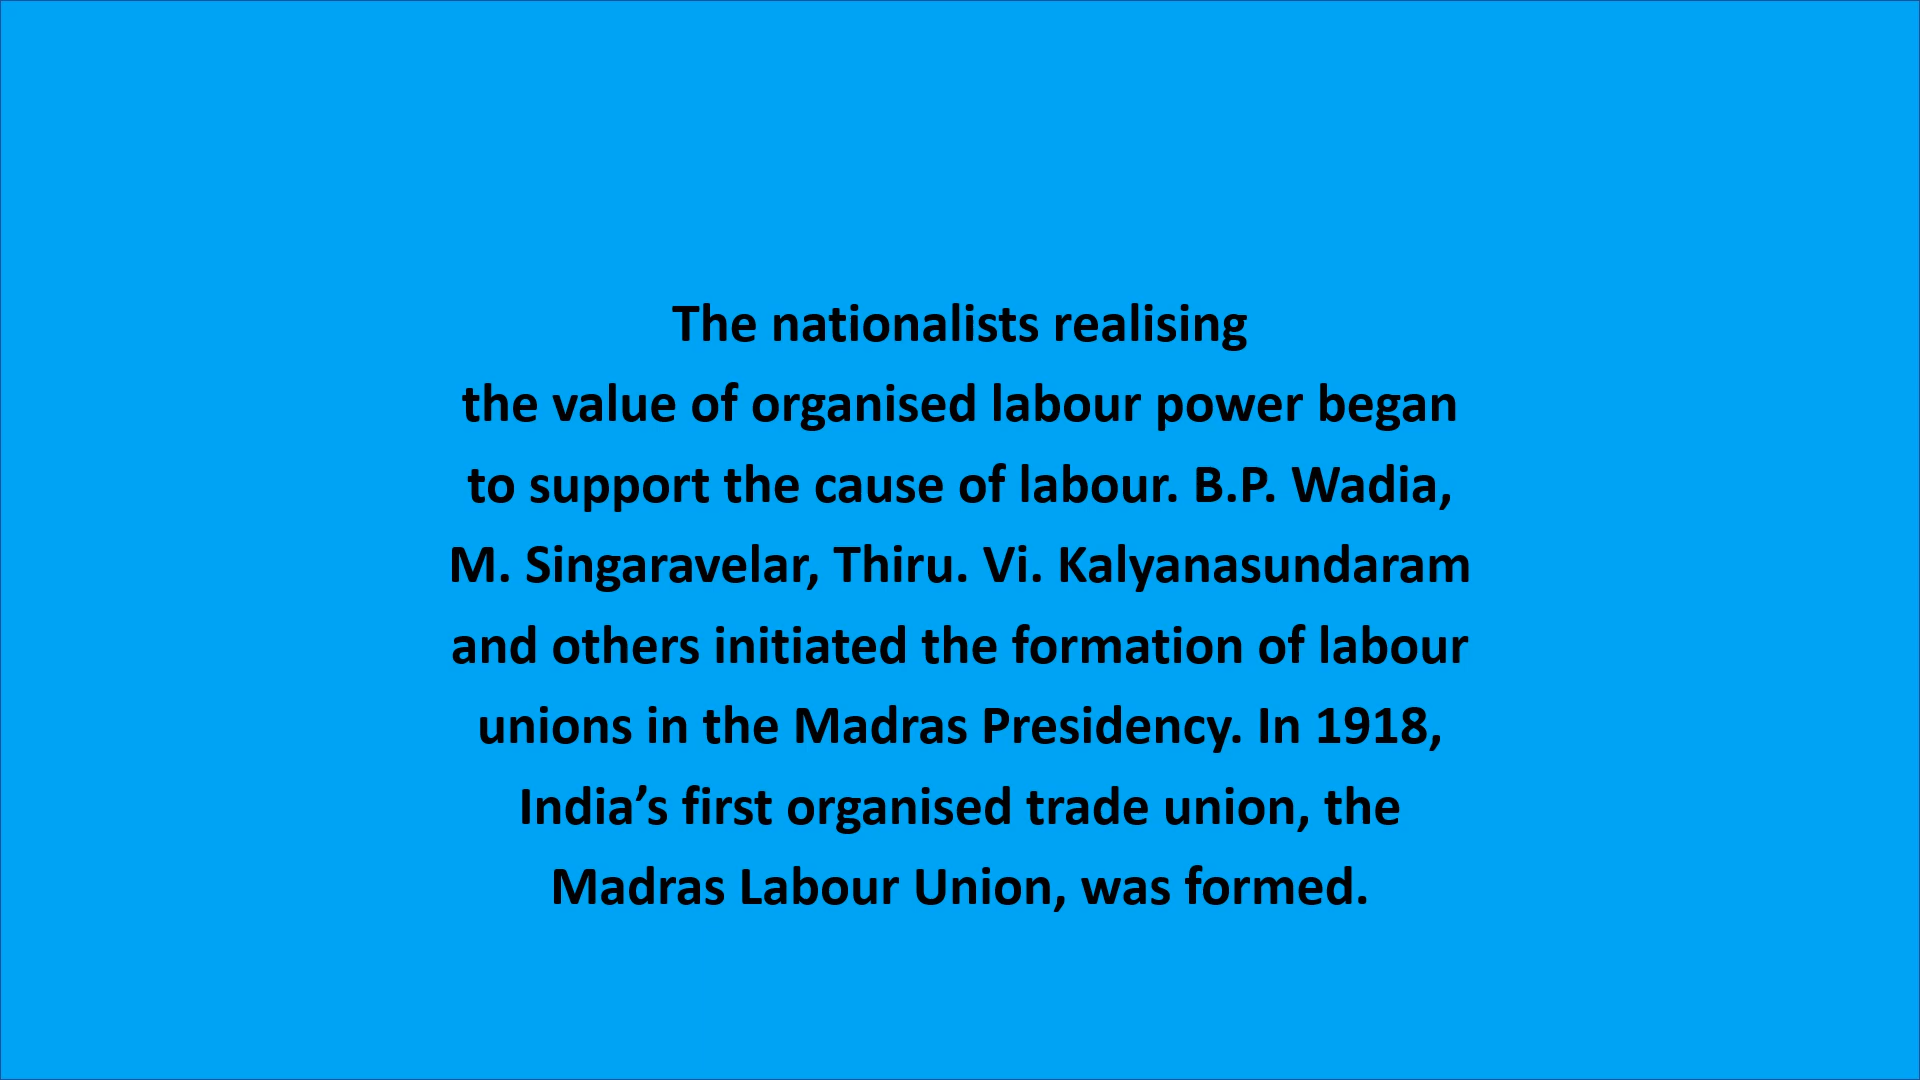 The nationalists realising
the value of organised labour power began
to support the cause of labour. B.P. Wadia,
M. Singaravelar, Thiru. Vi. Kalyanasundaram
and others initiated the formation of labour
unions in the Madras Presidency. In 1918,
India’s first organised trade union, the
Madras Labour Union, was formed.